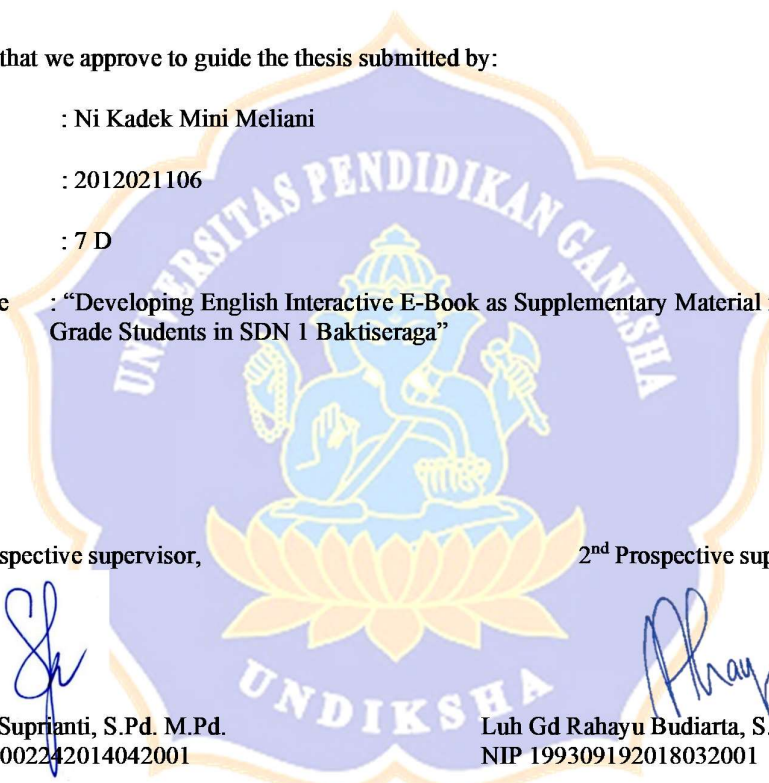 that we approve to guide the thesis submitted by:
: Ni Kadek Mini Meliani
: 2012021106
: 7 D
: “Developing English Interactive E-Book as Supplementary Material
Grade Students in SDN 1 Baktiseraga”
UNIVERSITAS PENDIDIKAN GANESHA
supervisor, 2nd Prospective
Suprianti, S.Pd. M.Pd. Luh Gd Rahayu Budiarta, S.
002242014042001 NIP 199309192018032001
UNDIKSHA